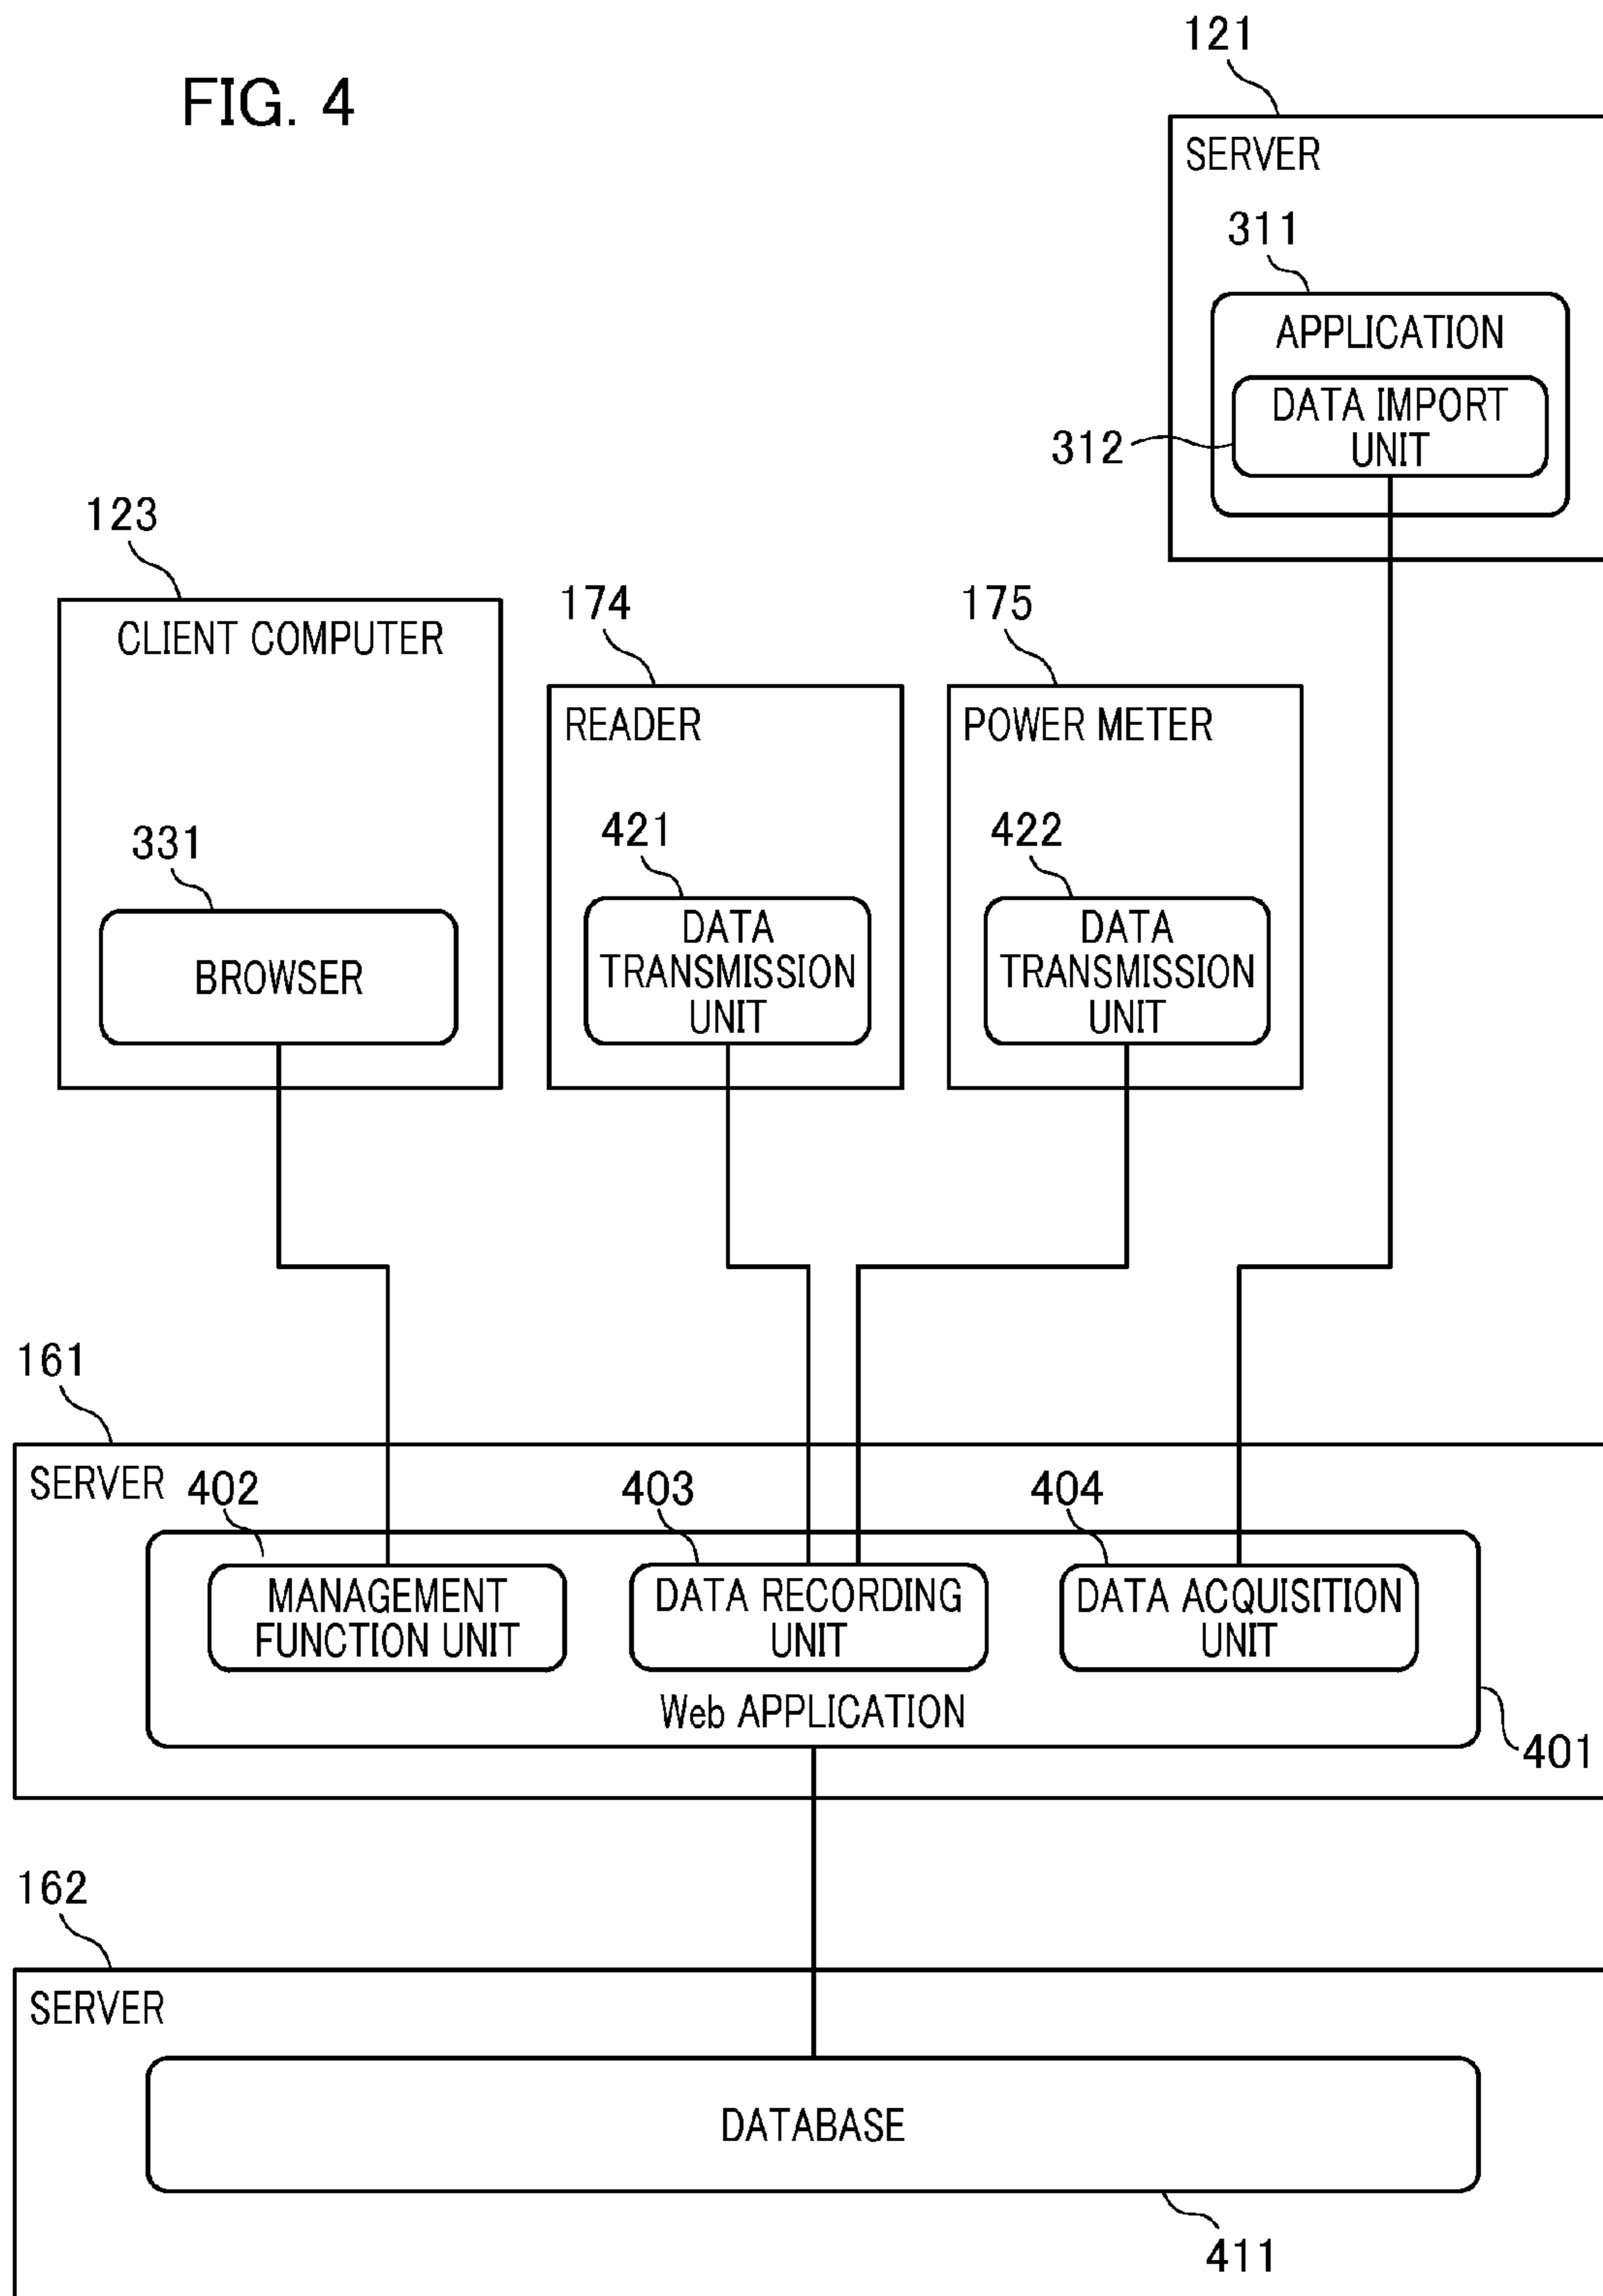 FIG. 4
121
SERVER
311
APPLICATION
DATA IMPORT
UNIT
312
123
CLIENT COMPUTER
331
BROWSER
174
READER
421
DATA
TRANSMISSION
UNIT
175
POWER METER
422
DATA
TRANSMISSION
UNIT
161
SERVER
402
MANAGEMENT
FUNCTION UNIT
403
DATA RECORDING
UNIT
404
DATA ACQUISITION
UNIT
Web APPLICATION
401
162
SERVER
DATABASE
411